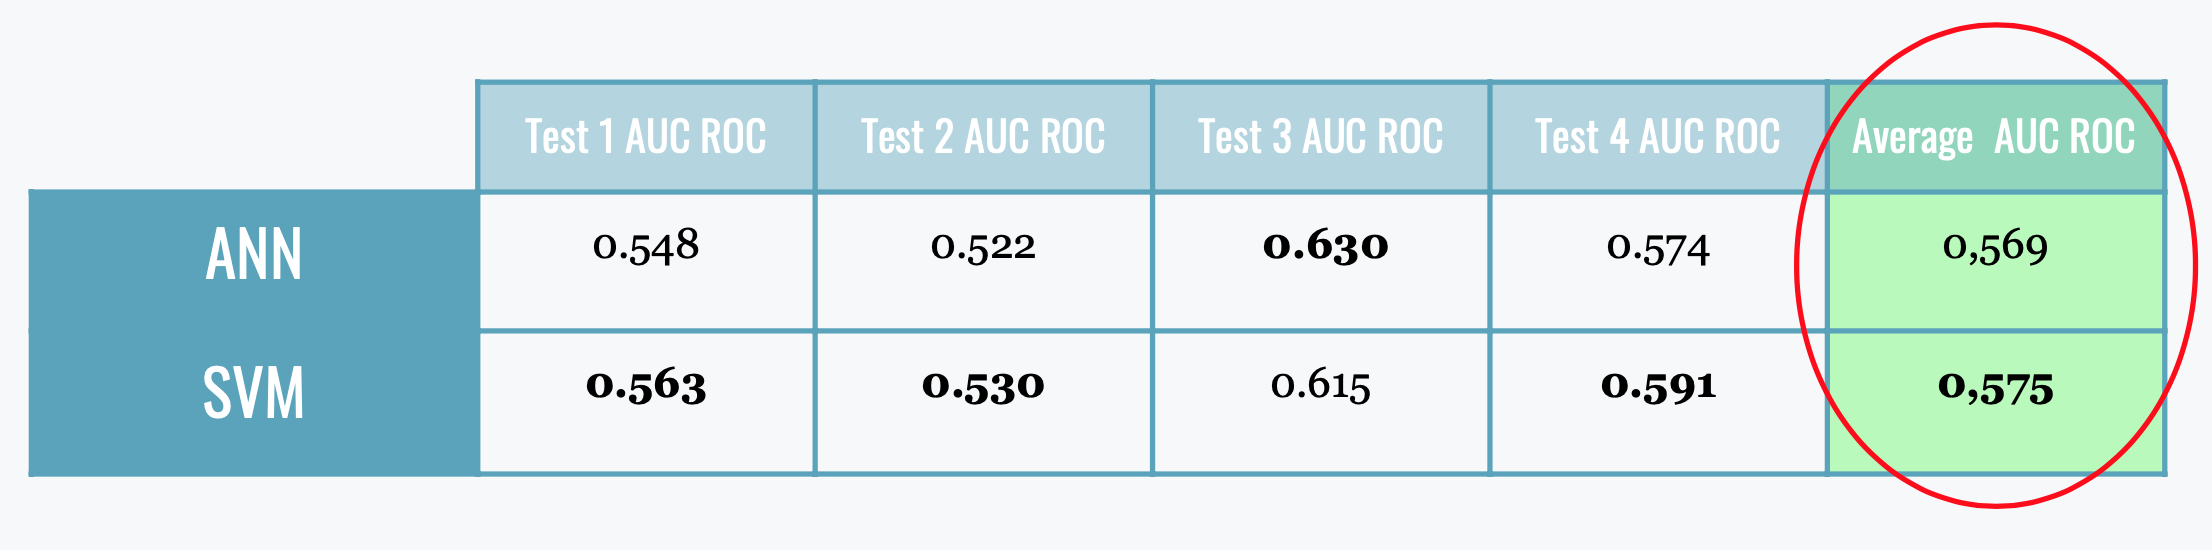 Test 1 AUC ROC Test 2 AUC ROC Test 3 AUC ROC Test 4 AUC ROC Average AUC ROC
ANN 0.548 0.522 0.630 0.574 0,569
SVM 0.563 0.530 0.615 0.591 0,575